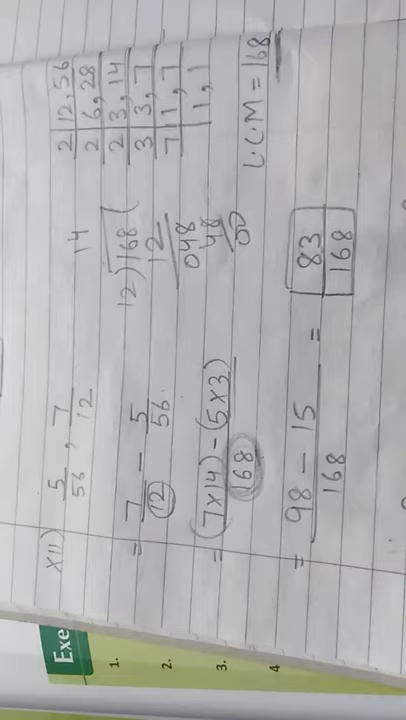 XII) 5/56 , 7/12
= 7/12 - 5/56
= (7×14) - (5×3) / 168
= 98 - 15 / 168 = 83/168
14
12)168(
12
048
48
00
2|12,56
2|6,28
2|3,14
3|3,7
7|1,7
1,1
L.C.M = 168
Exe
1.
2.
3.
4